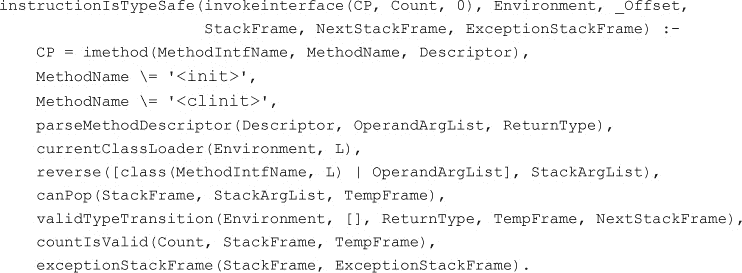 instructionIsTypeSafe(invokeinterface(CP, Count, 0), Environment, _Offset,
StackFrame, NextStackFrame, ExceptionStackFrame) :-
CP = imethod(MethodIntfName, MethodName, Descriptor),
MethodName \= '<init>',
MethodName \= '<clinit>',
parseMethodDescriptor(Descriptor, OperandArgList, ReturnType),
currentClassLoader(Environment, L),
reverse([class(MethodIntfName, L) | OperandArgList], StackArgList),
canPop(StackFrame, StackArgList, TempFrame),
validTypeTransition(Environment, [], ReturnType, TempFrame, NextStackFrame),
countIsValid(Count, StackFrame, TempFrame),
exceptionStackFrame(StackFrame, ExceptionStackFrame).